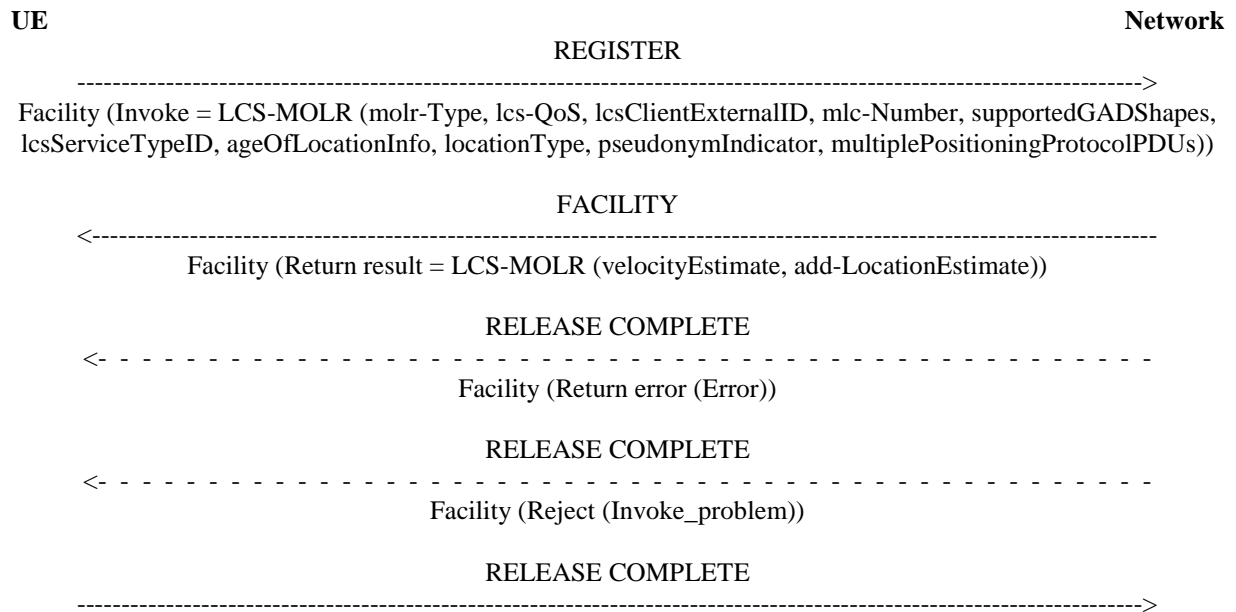 UE Network
REGISTER
------------------------------------------------------------------------------------------------------------------------>
Facility (Invoke = LCS-MOLR (molr-Type, lcs-QoS, lcsClientExternalID, mlc-Number, supportedGADShapes,
lcsServiceTypeID, ageOfLocationInfo, locationType, pseudonymIndicator, multiplePositioningProtocolPDUs))
FACILITY
<------------------------------------------------------------------------------------------------------------------------
Facility (Return result = LCS-MOLR (velocityEstimate, add-LocationEstimate))
RELEASE COMPLETE
<- - - - - - - - - - - - - - - - - - - - - - - - - - - - - - - - - - - - - - - - - - - - - - - -
Facility (Return error (Error))
RELEASE COMPLETE
<- - - - - - - - - - - - - - - - - - - - - - - - - - - - - - - - - - - - - - - - - - - - - - - -
Facility (Reject (Invoke_problem))
RELEASE COMPLETE
------------------------------------------------------------------------------------------------------------------------>